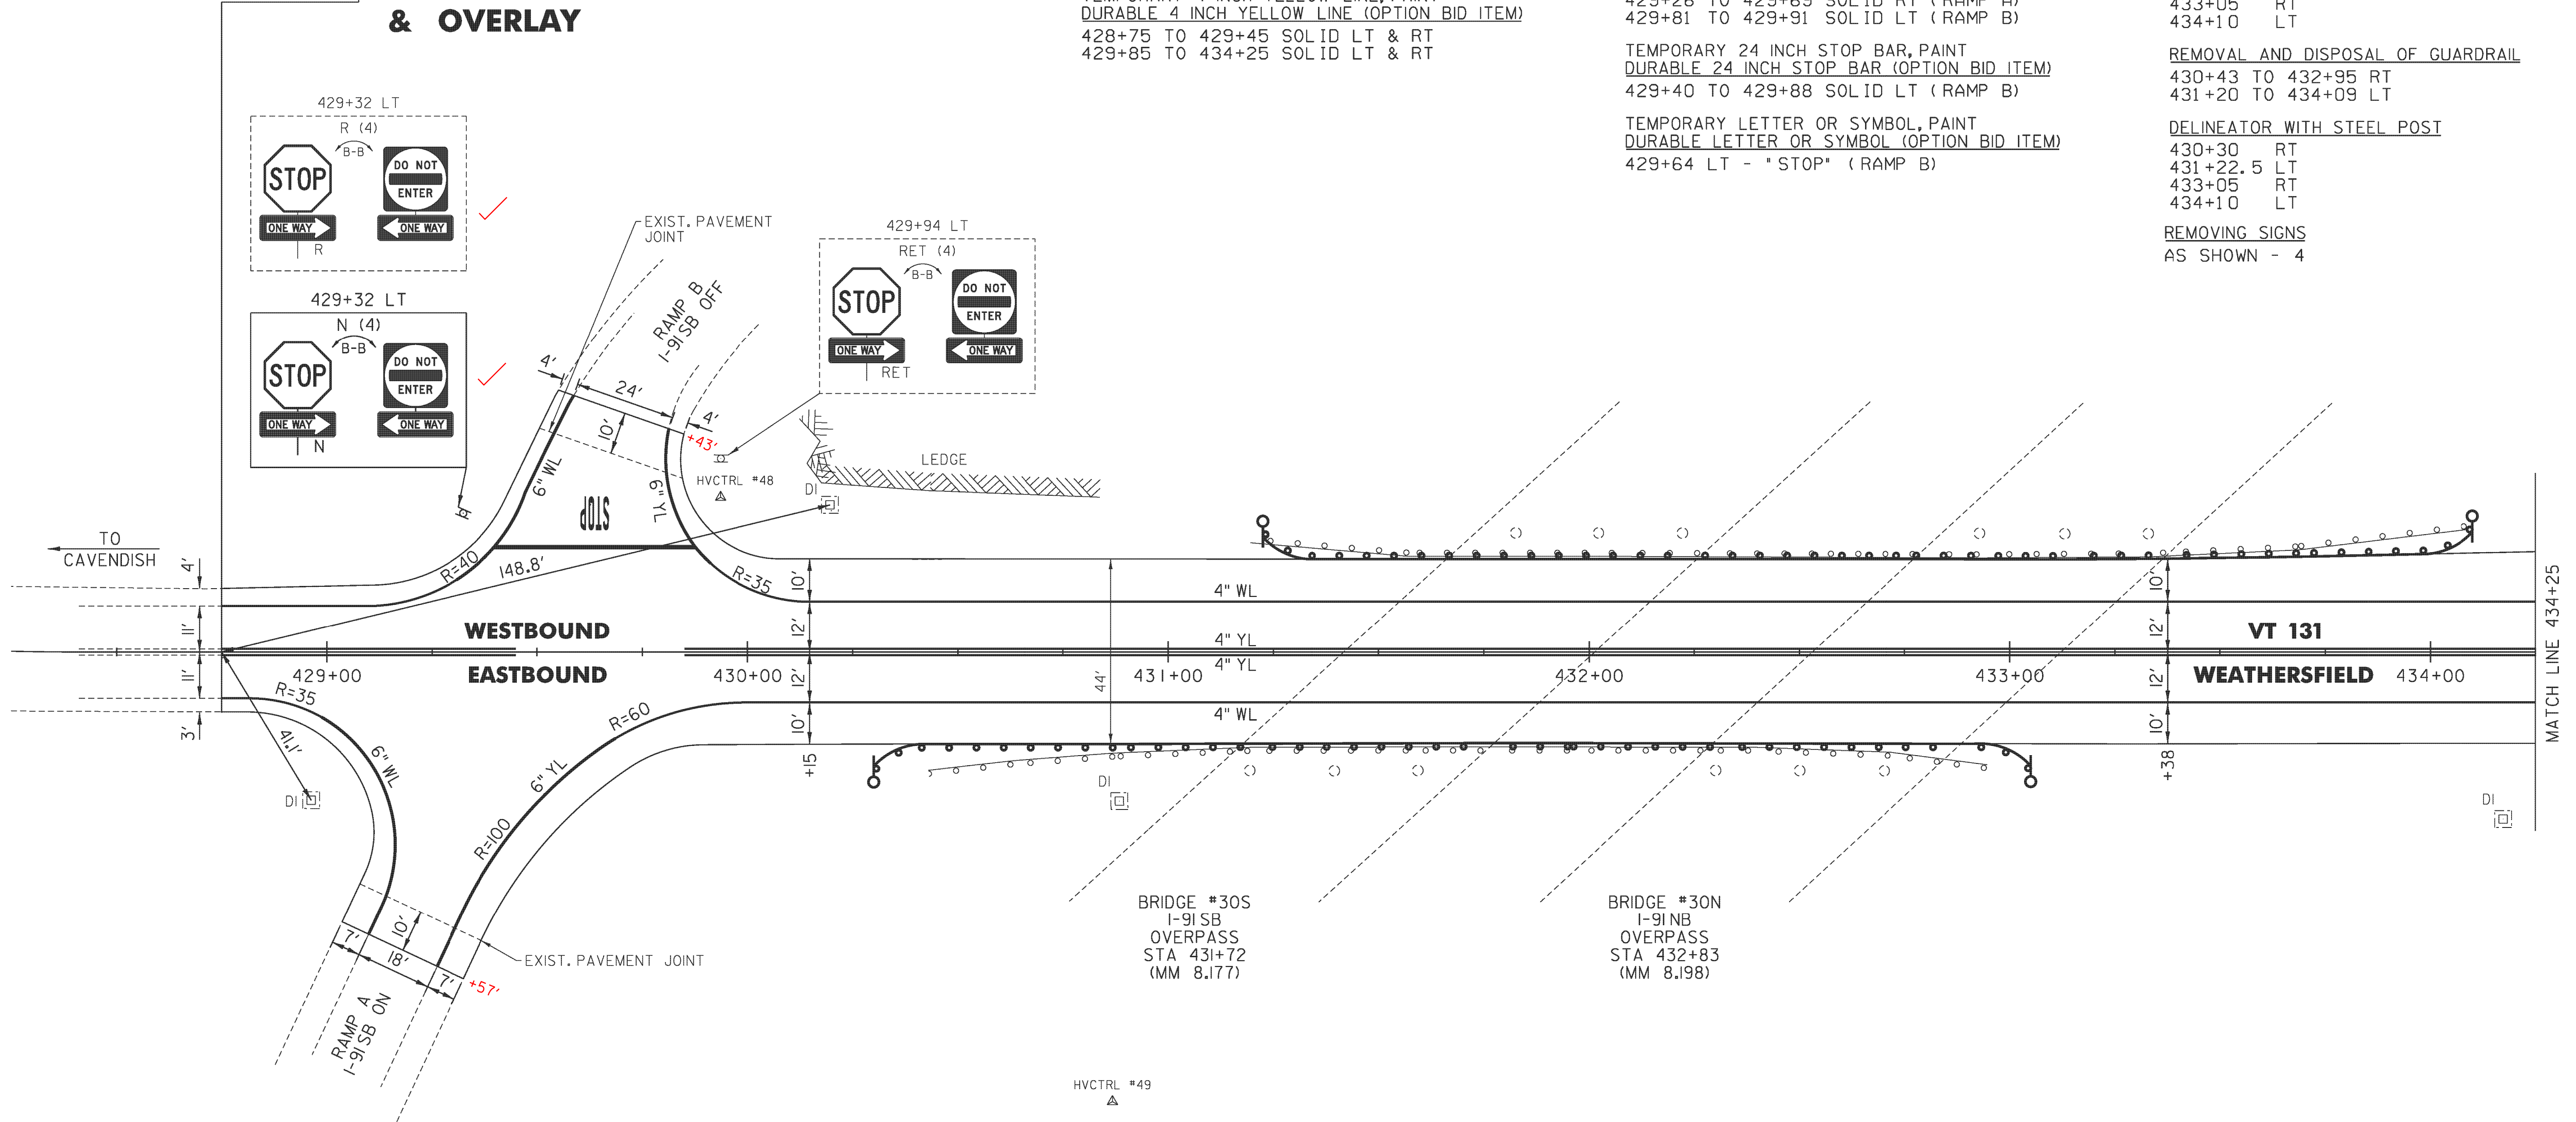 & OVERLAY
DURABLE 4 INCH YELLOW LINE (OPTION BID ITEM)
428+75 TO 429+45 SOLID LT & RT
429+85 TO 434+25 SOLID LT & RT
429+81 TO 429+91 SOLID LT (RAMP B)
TEMPORARY 24 INCH STOP BAR, PAINT
DURABLE 24 INCH STOP BAR (OPTION BID ITEM)
429+40 TO 429+88 SOLID LT (RAMP B)
TEMPORARY LETTER OR SYMBOL, PAINT
DURABLE LETTER OR SYMBOL (OPTION BID ITEM)
429+64 LT - "STOP" (RAMP B)
433+05 RT
434+10 LT
REMOVAL AND DISPOSAL OF GUARDRAIL
430+43 TO 432+95 RT
431+20 TO 434+09 LT
DELINEATOR WITH STEEL POST
430+30 RT
431+22.5 LT
433+05 RT
434+10 LT
REMOVING SIGNS
AS SHOWN - 4
429+32 LT
R (4)
B-B
STOP
DO NOT
ENTER
ONE WAY
ONE WAY
R
429+32 LT
N (4)
B-B
STOP
DO NOT
ENTER
ONE WAY
ONE WAY
N
EXIST. PAVEMENT
JOINT
RAMP B
I-91 SB OFF
429+94 LT
RET (4)
B-B
STOP
DO NOT
ENTER
ONE WAY
ONE WAY
RET
4'
24'
4'
10'
+43'
HVCTRL #48
DI
LEDGE
6" WL
6" YL
STOP
TO
CAVENDISH
4'
11'
11'
3'
R=40
148.8'
R=35
10'
12'
12'
10'
+15
44'
4" WL
4" YL
4" YL
4" WL
WESTBOUND
EASTBOUND
429+00
430+00
431+00
432+00
433+00
434+00
10'
12'
12'
10'
+38
VT 131
WEATHERSFIELD
MATCH LINE 434+25
R=35
41.1'
6" WL
DI
R=60
6" YL
R=100
DI
DI
10'
7'
18'
7'
+57'
EXIST. PAVEMENT JOINT
RAMP A
I-91 SB ON
BRIDGE #30S
I-91 SB
OVERPASS
STA 431+72
(MM 8.177)
BRIDGE #30N
I-91 NB
OVERPASS
STA 432+83
(MM 8.198)
HVCTRL #49